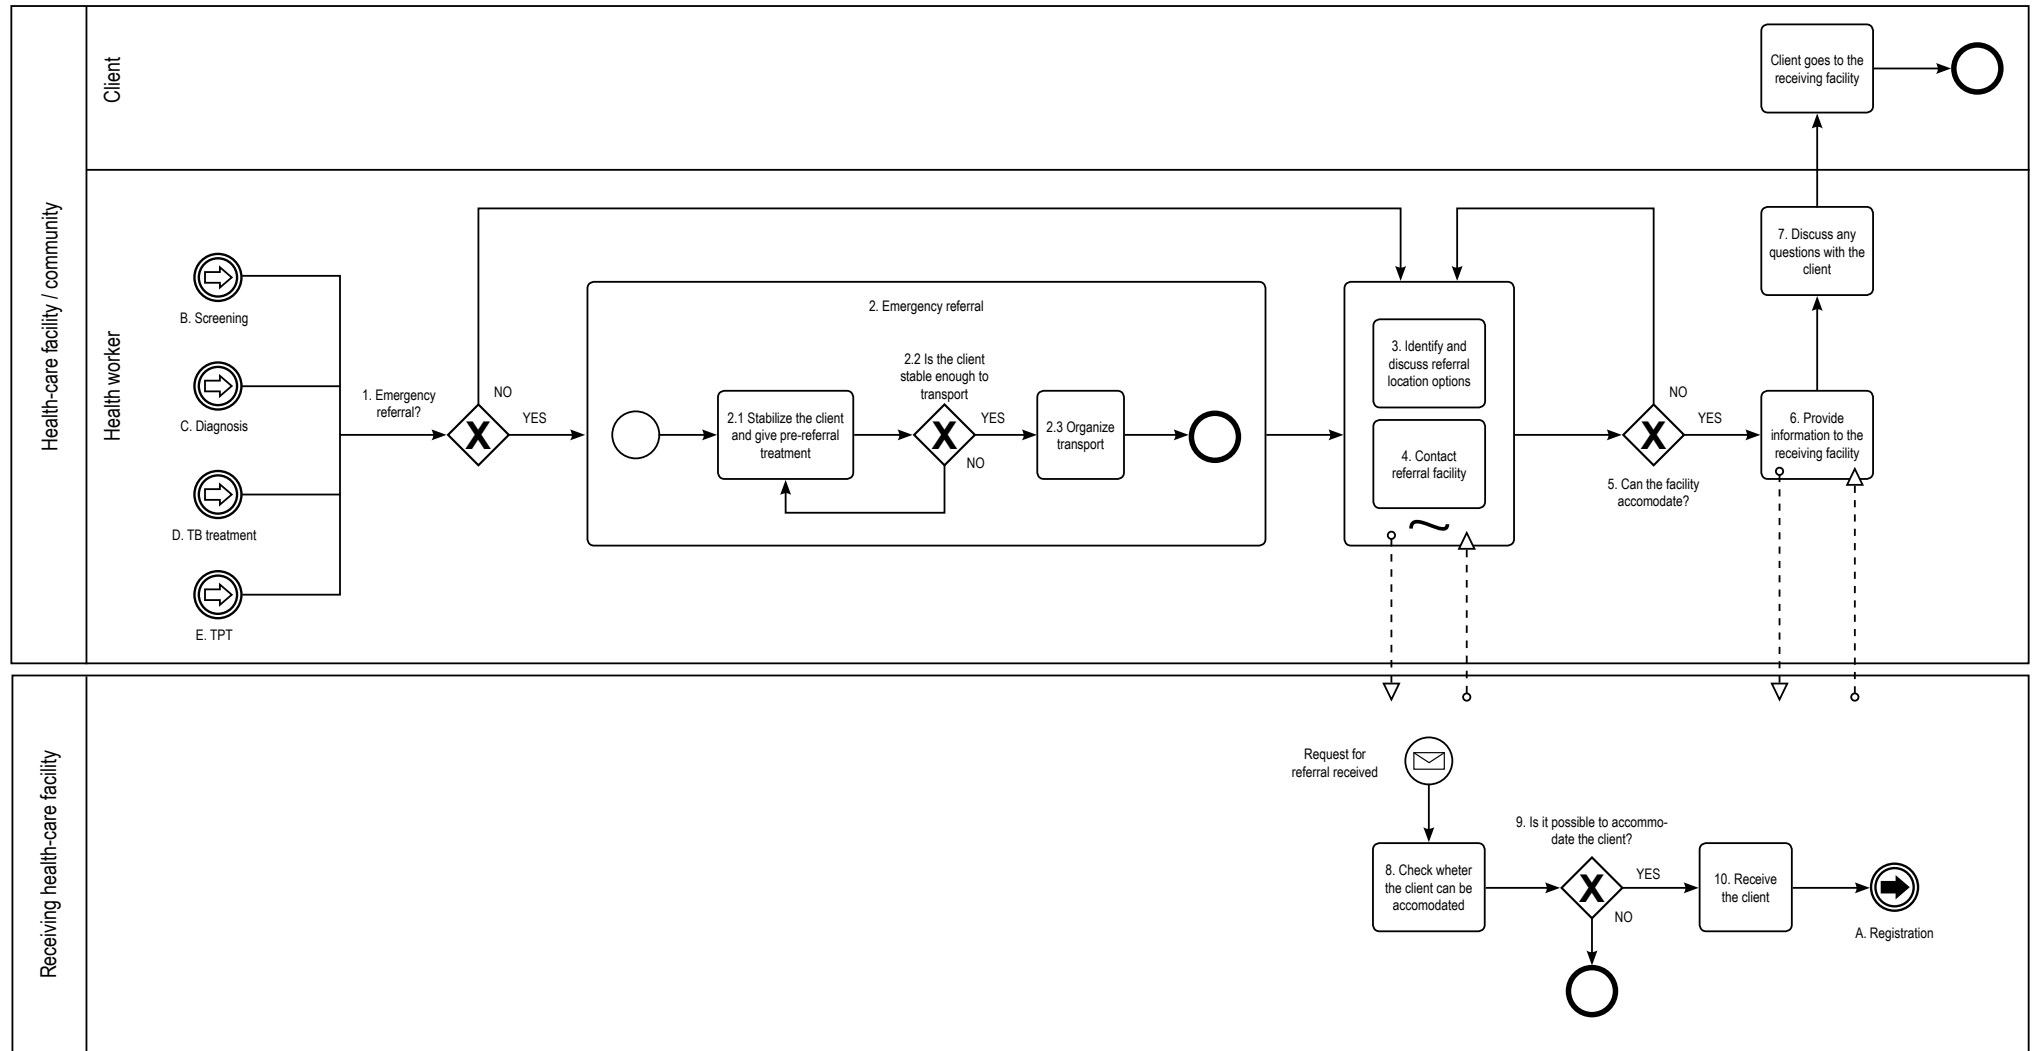 Health-care facility / community
Client
Client goes to the
receiving facility
Health worker
B. Screening
C. Diagnosis
D. TB treatment
E. TPT
1. Emergency
referral?
NO
YES
2. Emergency referral
2.1 Stabilize the client
and give pre-referral
treatment
2.2 Is the client
stable enough to
transport
YES
NO
2.3 Organize
transport
3. Identify and
discuss referral
location options
4. Contact
referral facility
NO
YES
5. Can the facility
accomodate?
6. Provide
information to the
receiving facility
7. Discuss any
questions with the
client
Receiving health-care facility
Request for
referral received
8. Check wheter
the client can be
accomodated
9. Is it possible to accommo-
date the client?
YES
NO
10. Receive
the client
A. Registration